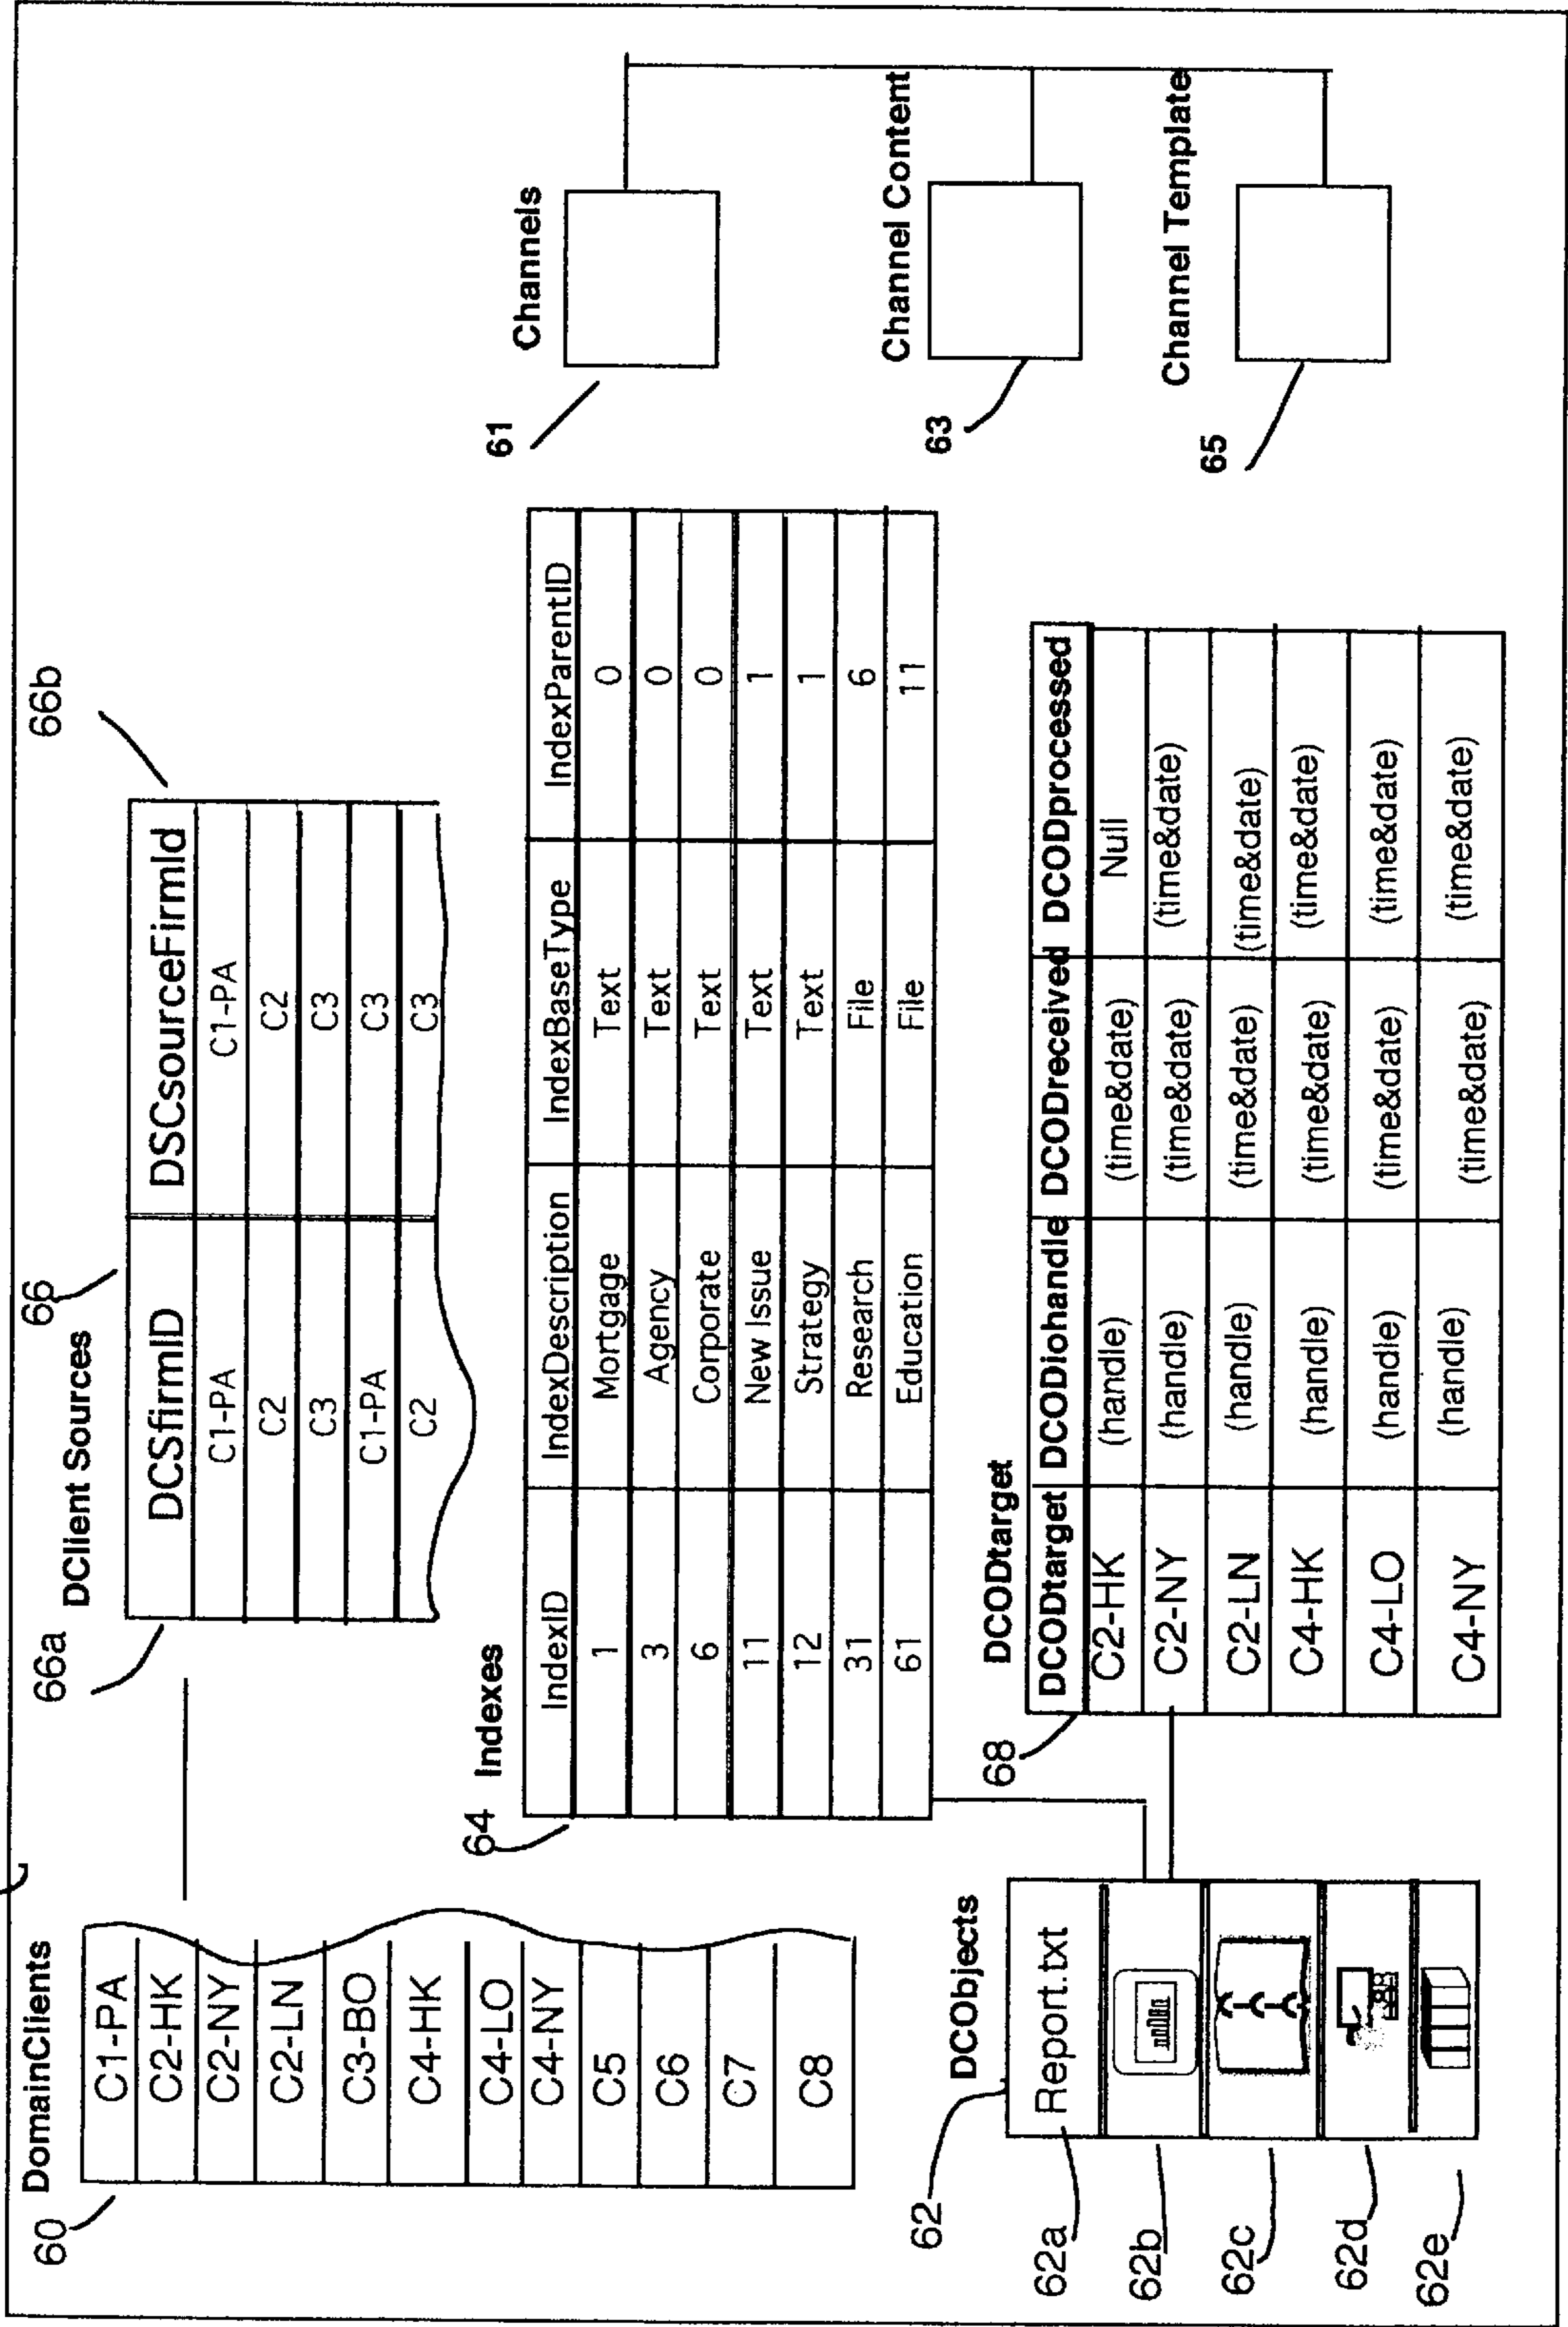 60
DomainClients
C1-PA
C2-HK
C2-NY
C2-LN
C3-BO
C4-HK
C4-LO
C4-NY
C5
C6
C7
C8
66a
DClient Sources
66
66b
DCSfirmID DSCsourceFirmId
C1-PA C1-PA
C2 C2
C3 C3
C1-PA C3
C2 C3
64 Indexes
IndexID IndexDescription IndexBaseType IndexParentID
1 Mortgage Text 0
3 Agency Text 0
6 Corporate Text 0
11 New Issue Text 1
12 Strategy Text 1
31 Research File 6
61 Education File 11
61
Channels
63
Channel Content
65
Channel Template
62
DCObjects
62a
Report.txt
62b
62c
62d
62e
68
DCODtarget
DCODtarget DCODiohandle DCODreceived DCODprocessed
C2-HK (handle) (time&date) Null
C2-NY (handle) (time&date) (time&date)
C2-LN (handle) (time&date) (time&date)
C4-HK (handle) (time&date) (time&date)
C4-LO (handle) (time&date) (time&date)
C4-NY (handle) (time&date) (time&date)